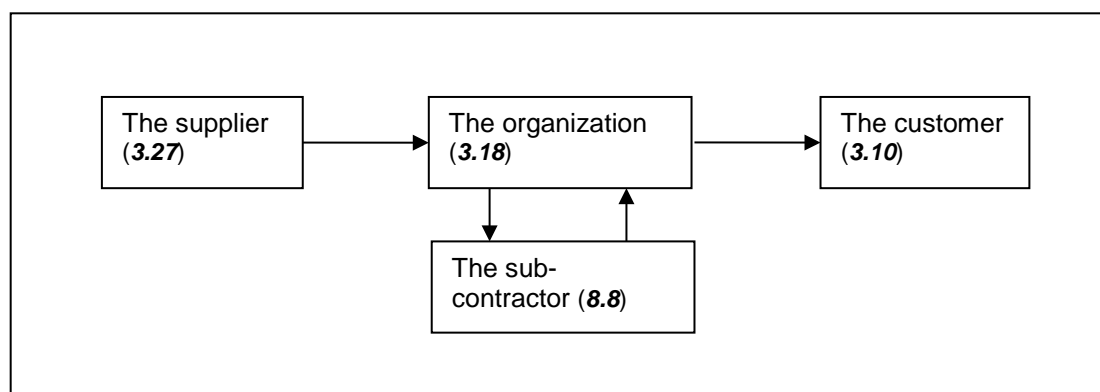 The supplier
(3.27)
The organization
(3.18)
The customer
(3.10)
The sub-
contractor (8.8)